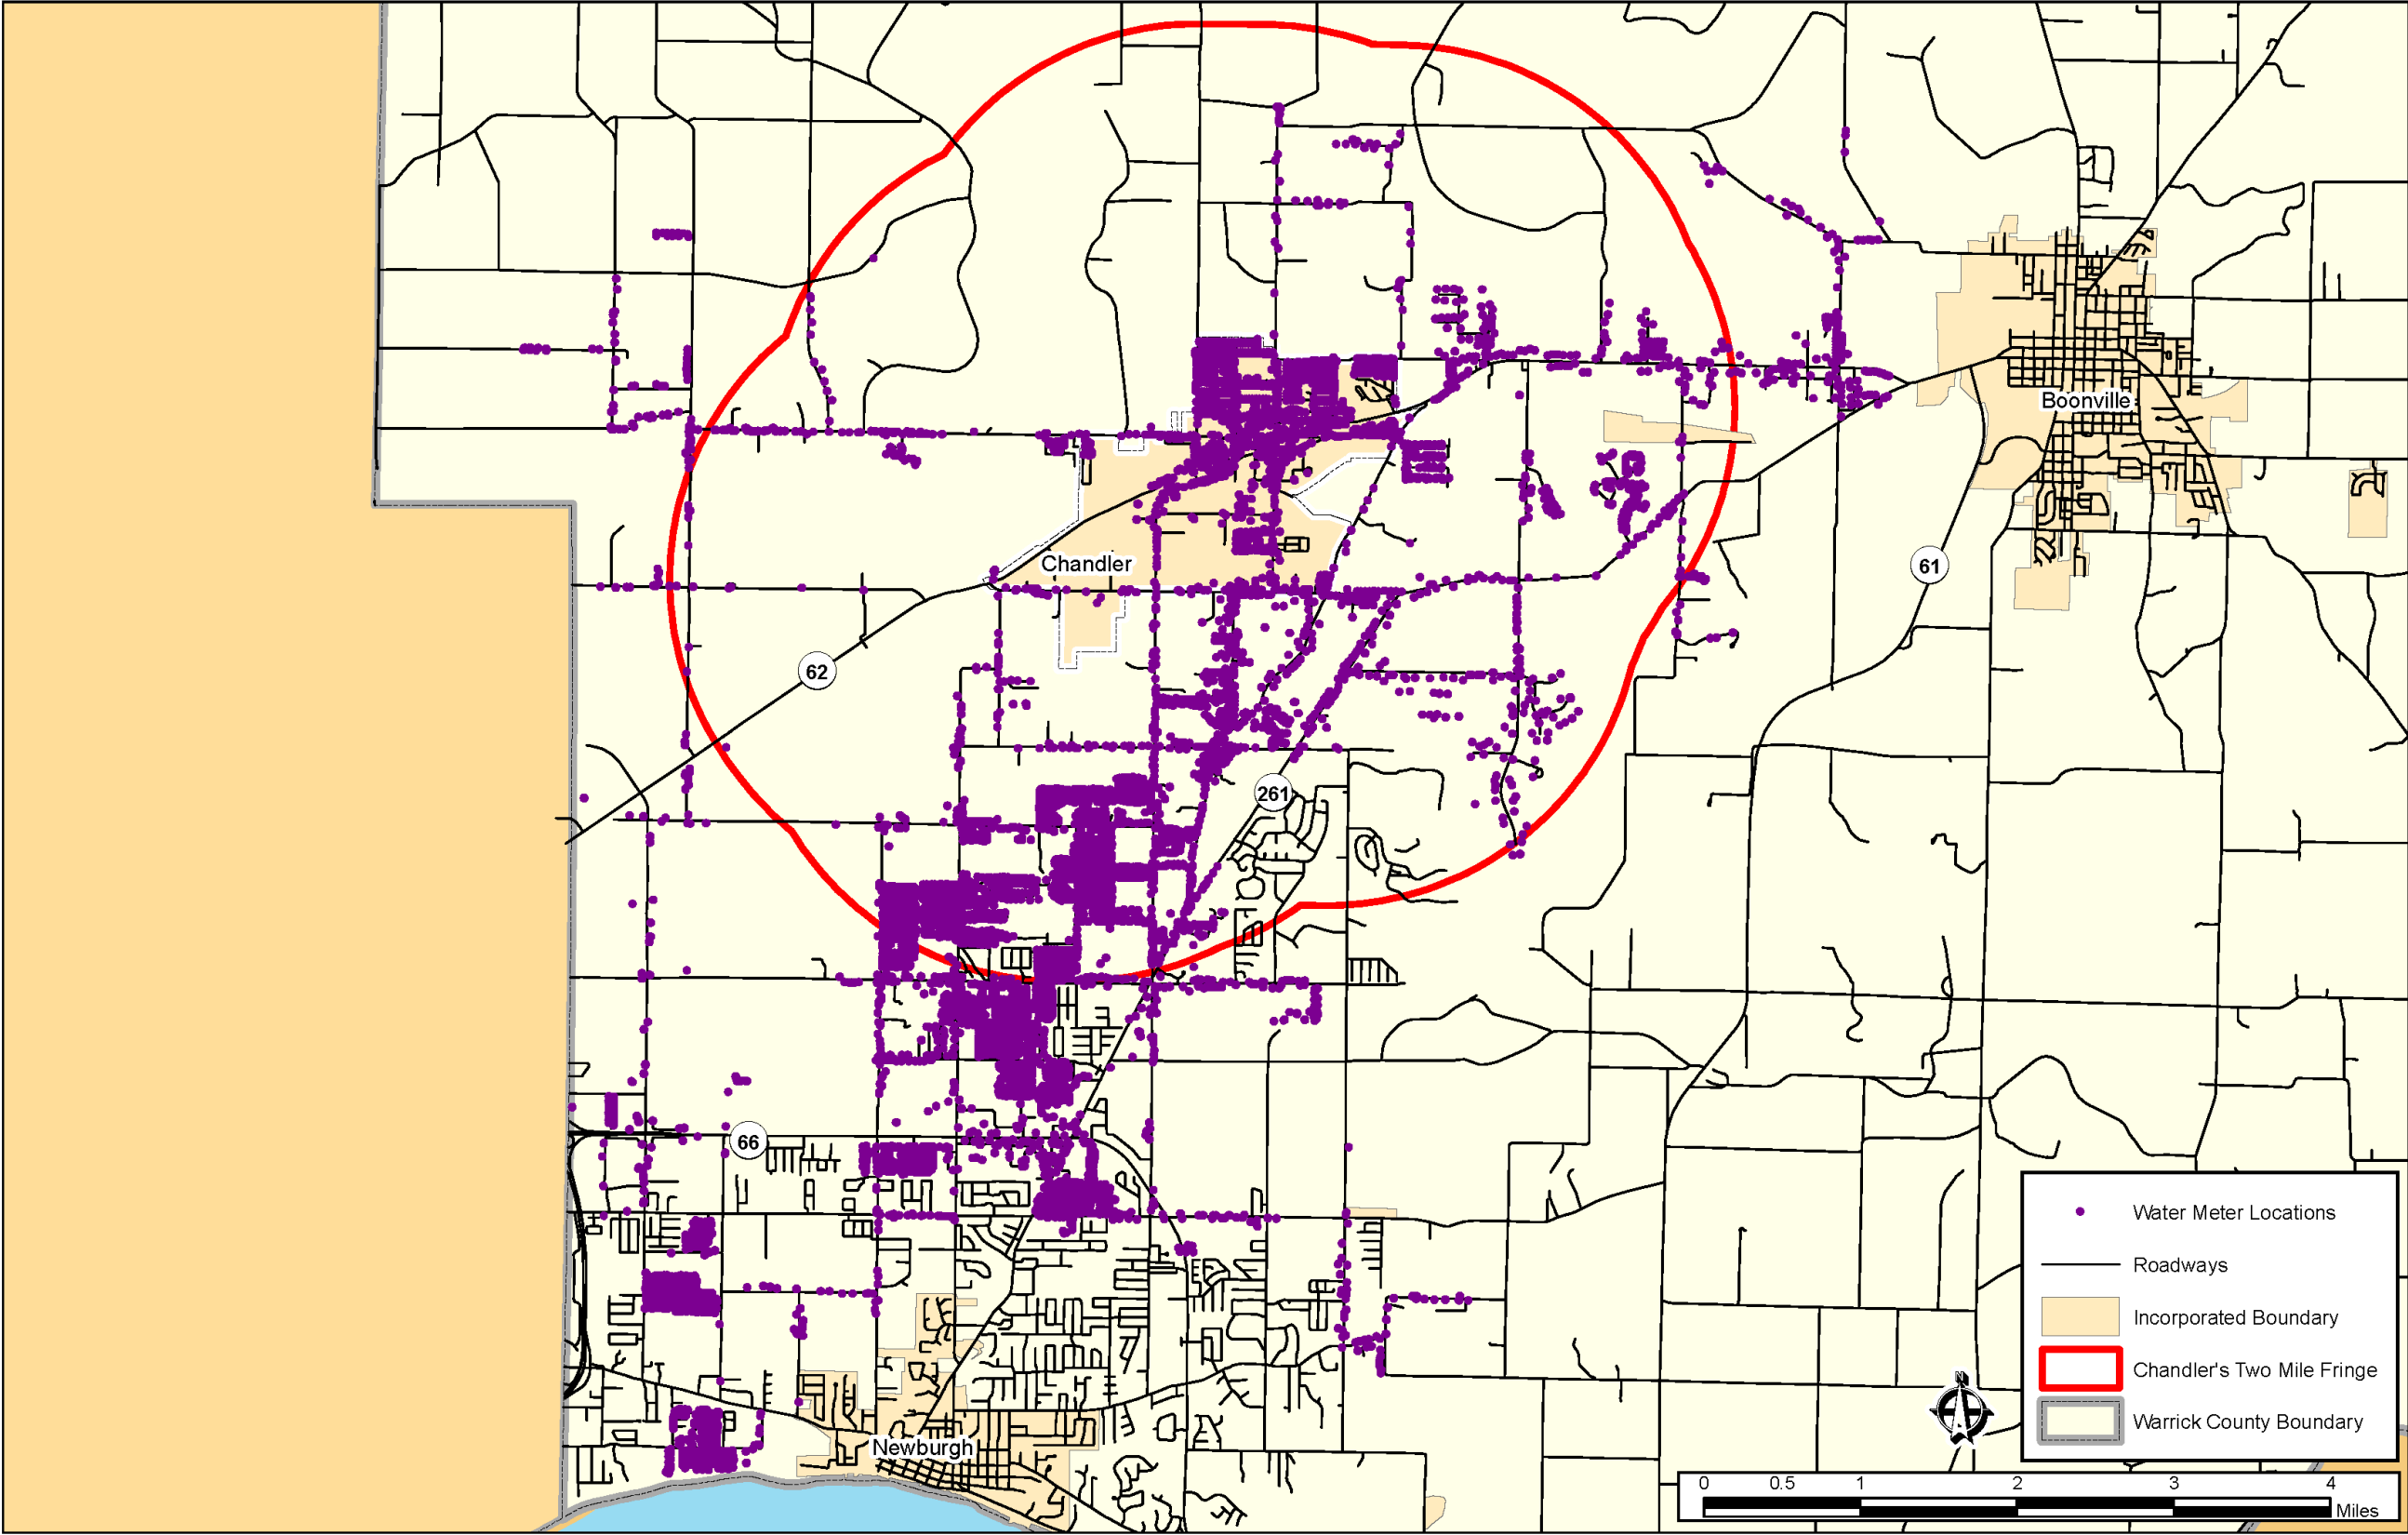 Boonville
Chandler
61
62
261
66
Newburgh
Water Meter Locations
Roadways
Incorporated Boundary
Chandler's Two Mile Fringe
Warrick County Boundary
N
0 0.5 1 2 3 4
Miles